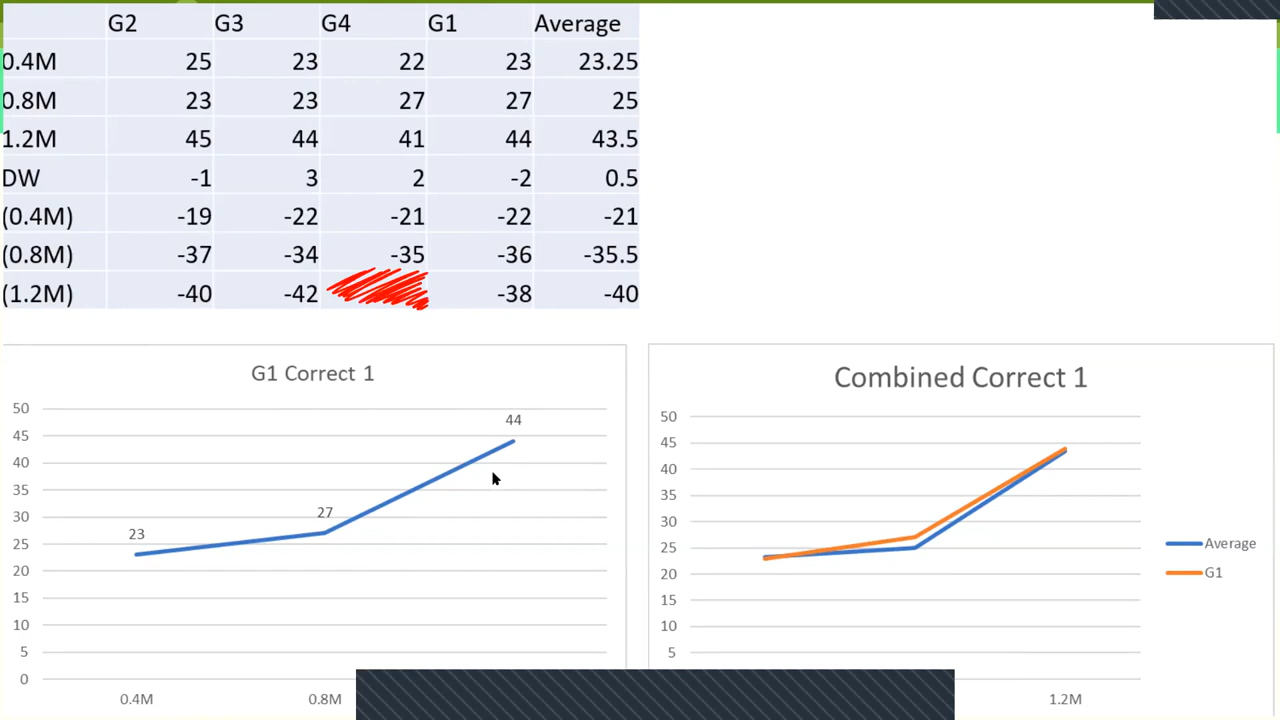 G2 G3 G4 G1 Average
0.4M 25 23 22 23 23.25
0.8M 23 23 27 27 25
1.2M 45 44 41 44 43.5
DW -1 3 2 -2 0.5
(0.4M) -19 -22 -21 -22 -21
(0.8M) -37 -34 -35 -36 -35.5
(1.2M) -40 -42 -38 -40
G1 Correct 1
50
45
40
35
30
25
20
15
10
5
0
44
27
23
0.4M 0.8M
Combined Correct 1
50
45
40
35
30
25
20
15
10
5
Average
G1
1.2M